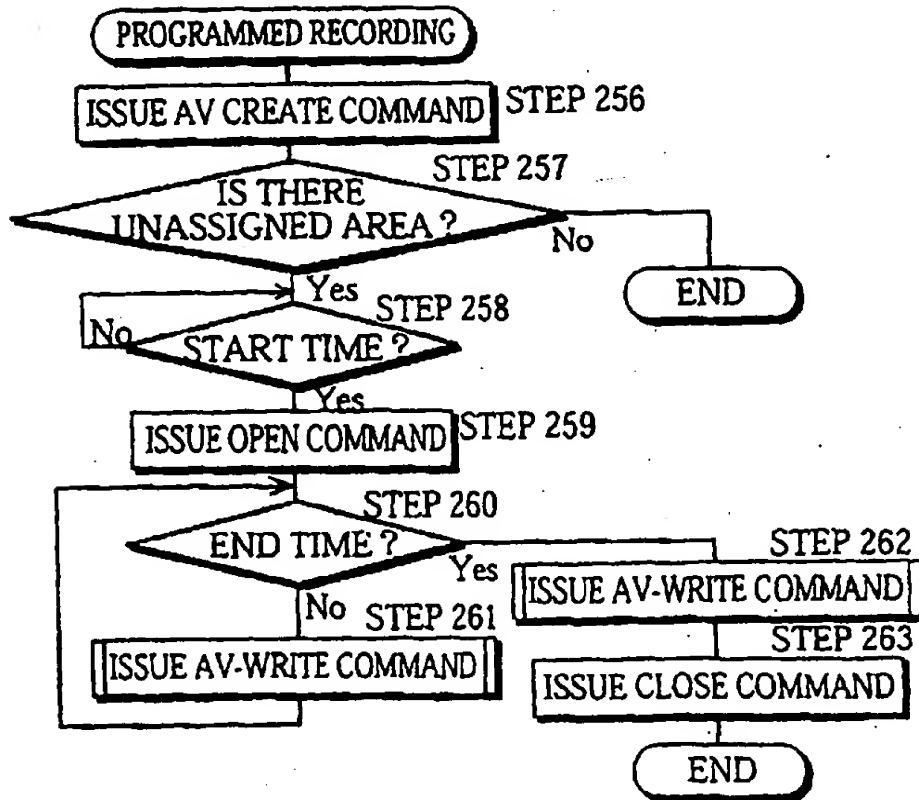 PROGRAMMED RECORDING
ISSUE AV CREATE COMMAND
STEP 256
STEP 257
IS THERE
UNASSIGNED AREA ?
No
END
Yes
STEP 258
No
START TIME ?
Yes
ISSUE OPEN COMMAND
STEP 259
STEP 260
END TIME ?
Yes
No
STEP 261
ISSUE AV-WRITE COMMAND
STEP 262
ISSUE AV-WRITE COMMAND
STEP 263
ISSUE CLOSE COMMAND
END